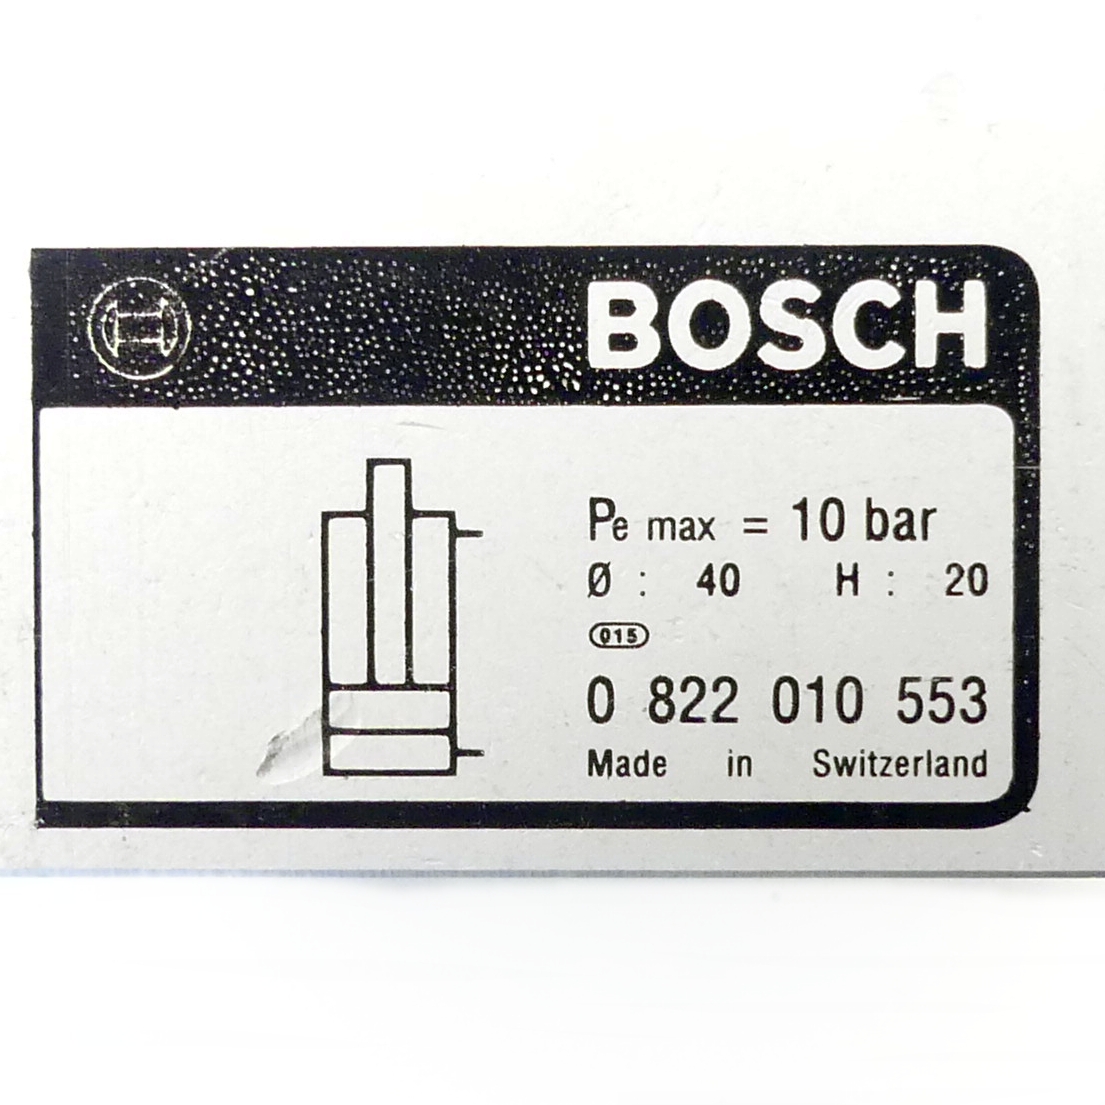 BOSCH
Pe max = 10 bar
Ø : 40 H : 20
015
0 822 010 553
Made in Switzerland